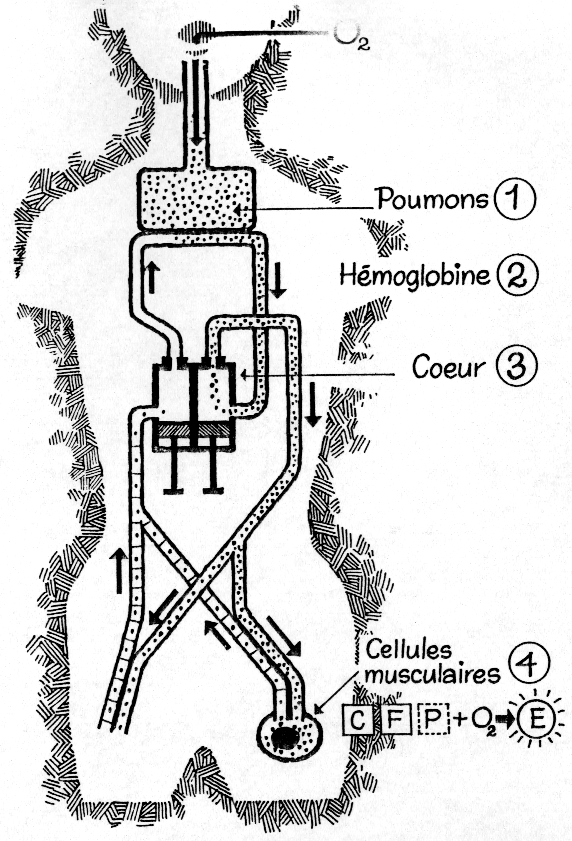 O₂
Poumons 1
Hémoglobine 2
Coeur 3
Cellules
musculaires 4
C F P + O₂ → E